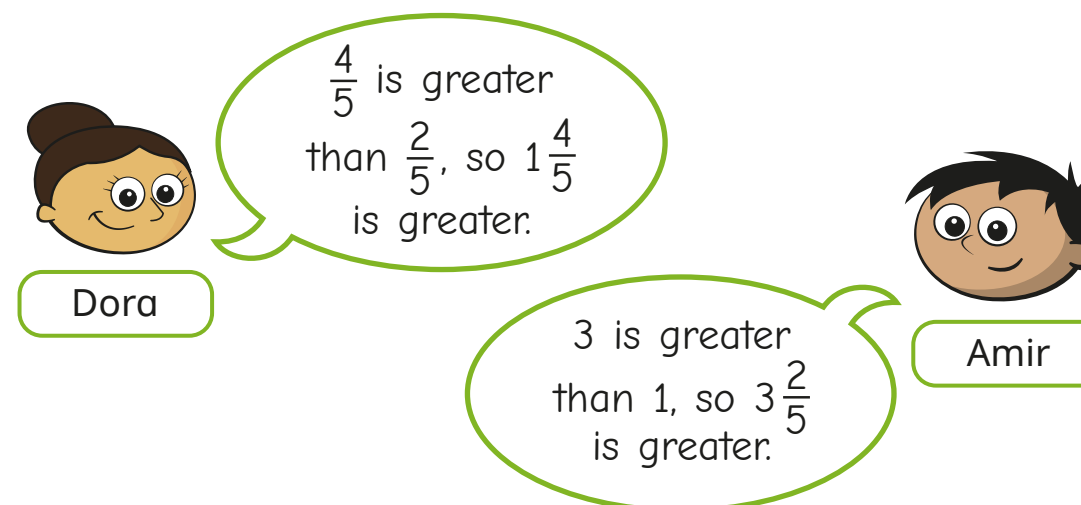 4/5 is greater
than 2/5, so 1 4/5
is greater.
Dora
3 is greater
than 1, so 3 2/5
is greater.
Amir